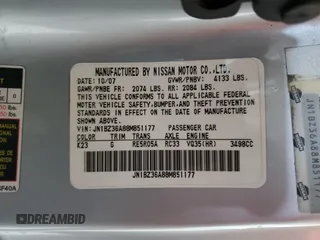 MANUFACTURED BY NISSAN MOTOR CO.,LTD.
DATE: 10/07 GVWR/PNBV: 4133 LBS.
GAWR/PNBE FR: 2074 LBS. RR: 2084 LBS.
THIS VEHICLE CONFORMS TO ALL APPLICABLE FEDERAL
MOTOR VEHICLE SAFETY,BUMPER,AND THEFT PREVENTION
STANDARDS IN EFFECT ON THE DATE OF MANUFACTURE
SHOWN ABOVE.
V.I.N: JN1BZ36A88M851177 PASSENGER CAR
COLOR TRIM TRANS AXLE ENGINE
K23 G RE5R05A RC33 VQ35(HR) 3498CC
JN1BZ36A88M851177
DREAMBID